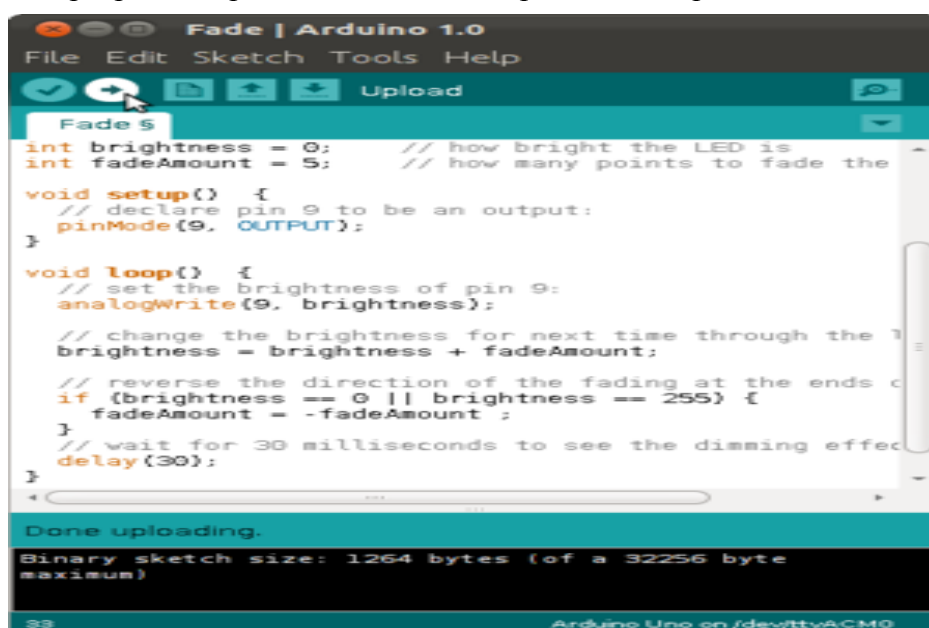 Fade | Arduino 1.0
File Edit Sketch Tools Help
Upload
Fade §
int brightness = 0; // how bright the LED is
int fadeAmount = 5; // how many points to fade the
void setup() {
// declare pin 9 to be an output:
pinMode(9, OUTPUT);
}
void loop() {
// set the brightness of pin 9:
analogWrite(9, brightness);
// change the brightness for next time through the l
brightness = brightness + fadeAmount;
// reverse the direction of the fading at the ends o
if (brightness == 0 || brightness == 255) {
fadeAmount = -fadeAmount ;
}
// wait for 30 milliseconds to see the dimming effec
delay(30);
}
Done uploading.
Binary sketch size: 1264 bytes (of a 32256 byte
maximum)
33 Arduino Uno on /dev/ttyACM0